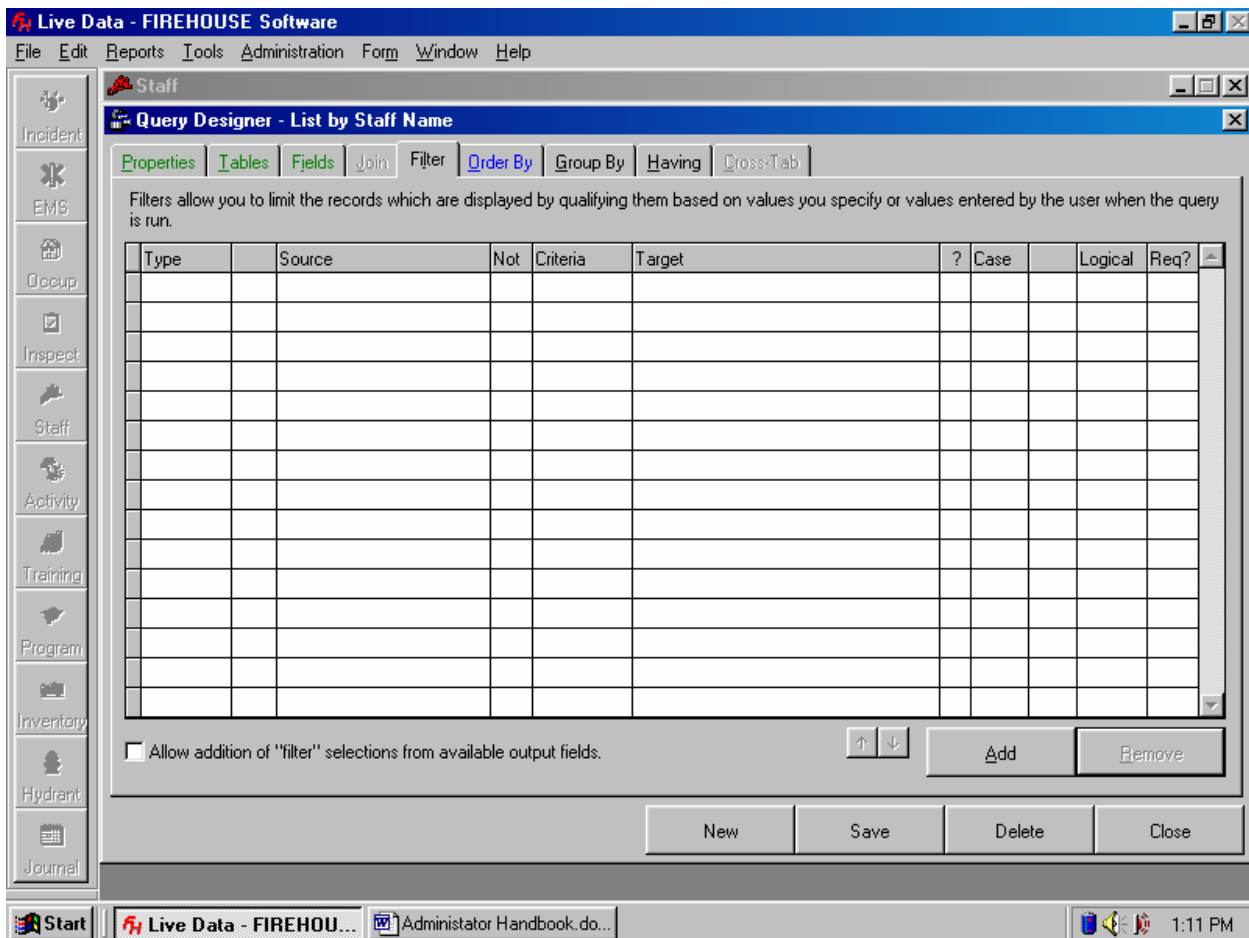 Live Data - FIREHOUSE Software
File Edit Reports Tools Administration Form Window Help
Staff
Query Designer - List by Staff Name
Properties Tables Fields Join Filter Order By Group By Having Cross-Tab
Filters allow you to limit the records which are displayed by qualifying them based on values you specify or values entered by the user when the query
is run.
Type Source Not Criteria Target ? Case Logical Req?
Incident
EMS
Occup
Inspect
Staff
Activity
Training
Program
Inventory
Hydrant
Journal
Allow addition of "filter" selections from available output fields.
Add Remove
New Save Delete Close
Start Live Data - FIREHOU... Administator Handbook.do... 1:11 PM